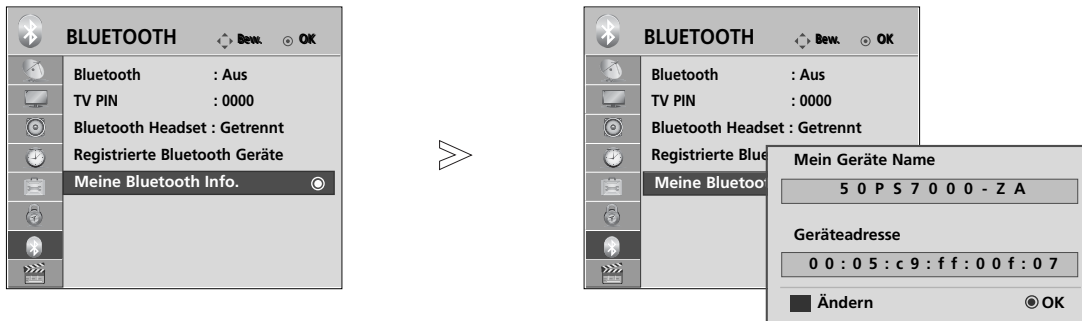 BLUETOOTH Bew. OK
Bluetooth : Aus
TV PIN : 0000
Bluetooth Headset : Getrennt
Registrierte Bluetooth Geräte
Meine Bluetooth Info.
BLUETOOTH Bew. OK
Bluetooth : Aus
TV PIN : 0000
Bluetooth Headset : Getrennt
Registrierte Blue
Meine Bluetoo
Mein Geräte Name
50PS7000-ZA
Geräteadresse
00:05:c9:ff:00f:07
Ändern OK